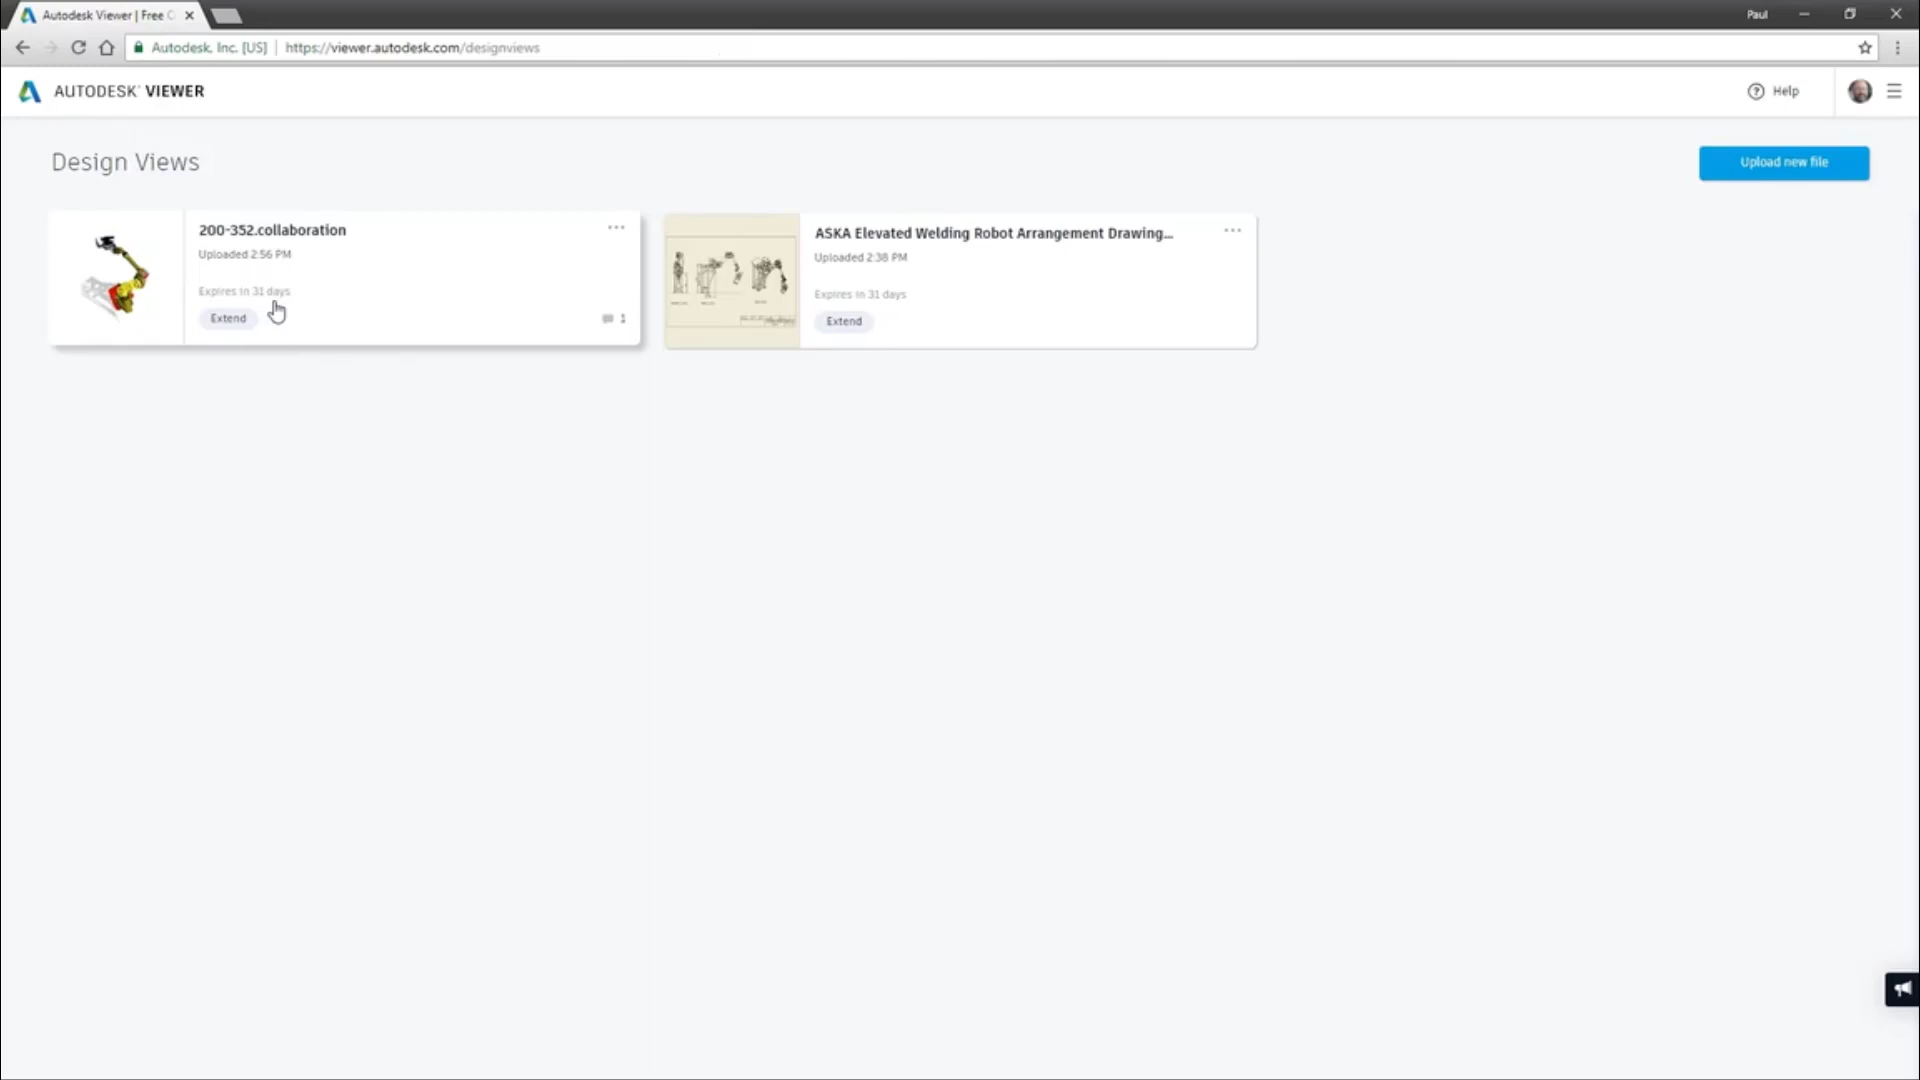 Autodesk Viewer | Free
Paul
Autodesk, Inc. [US] | https://viewer.autodesk.com/designviews
AUTODESK' VIEWER
Help
Design Views
Upload new file
200-352.collaboration
Uploaded 2:56 PM
Expires in 31 days
Extend
1
ASKA Elevated Welding Robot Arrangement Drawing...
Uploaded 2:38 PM
Expires in 31 days
Extend